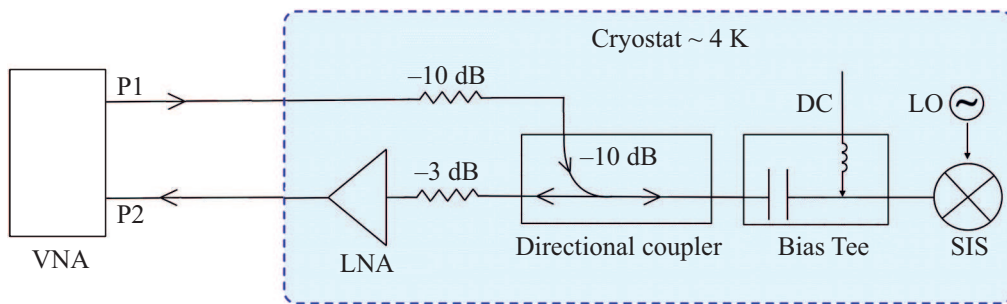 Cryostat ~ 4 K
P1
–10 dB
DC
LO
–10 dB
–3 dB
P2
VNA
LNA
Directional coupler
Bias Tee
SIS